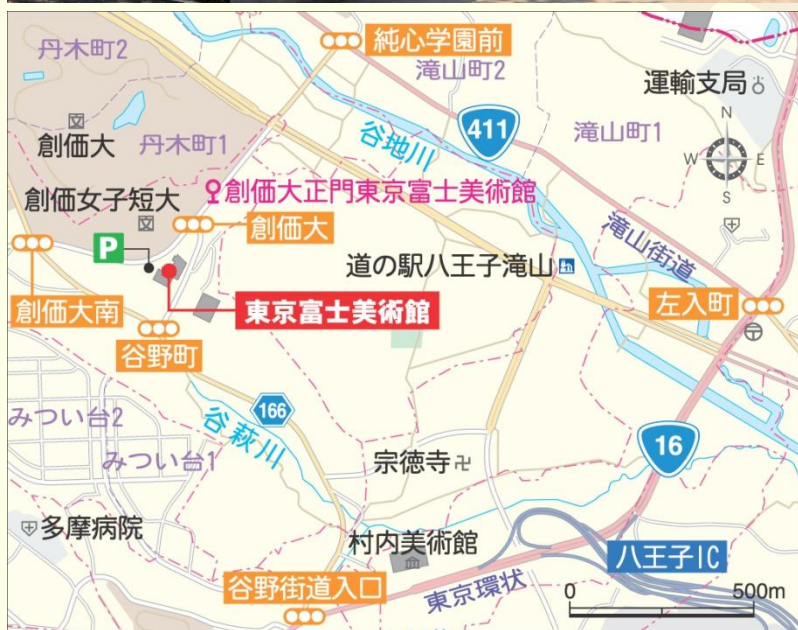 純心学園前
丹木町2
滝山町2
運輸支局
N
411
滝山町1
創価大
丹木町1
谷地川
W
E
S
創価女子短大
創価大正門東京富士美術館
創価大
P
道の駅八王子滝山
滝山街道
創価大南
東京富士美術館
左入町
谷野町
166
みつい台2
谷萩川
16
みつい台1
宗徳寺
多摩病院
村内美術館
八王子IC
谷野街道入口
東京環状
0
500m